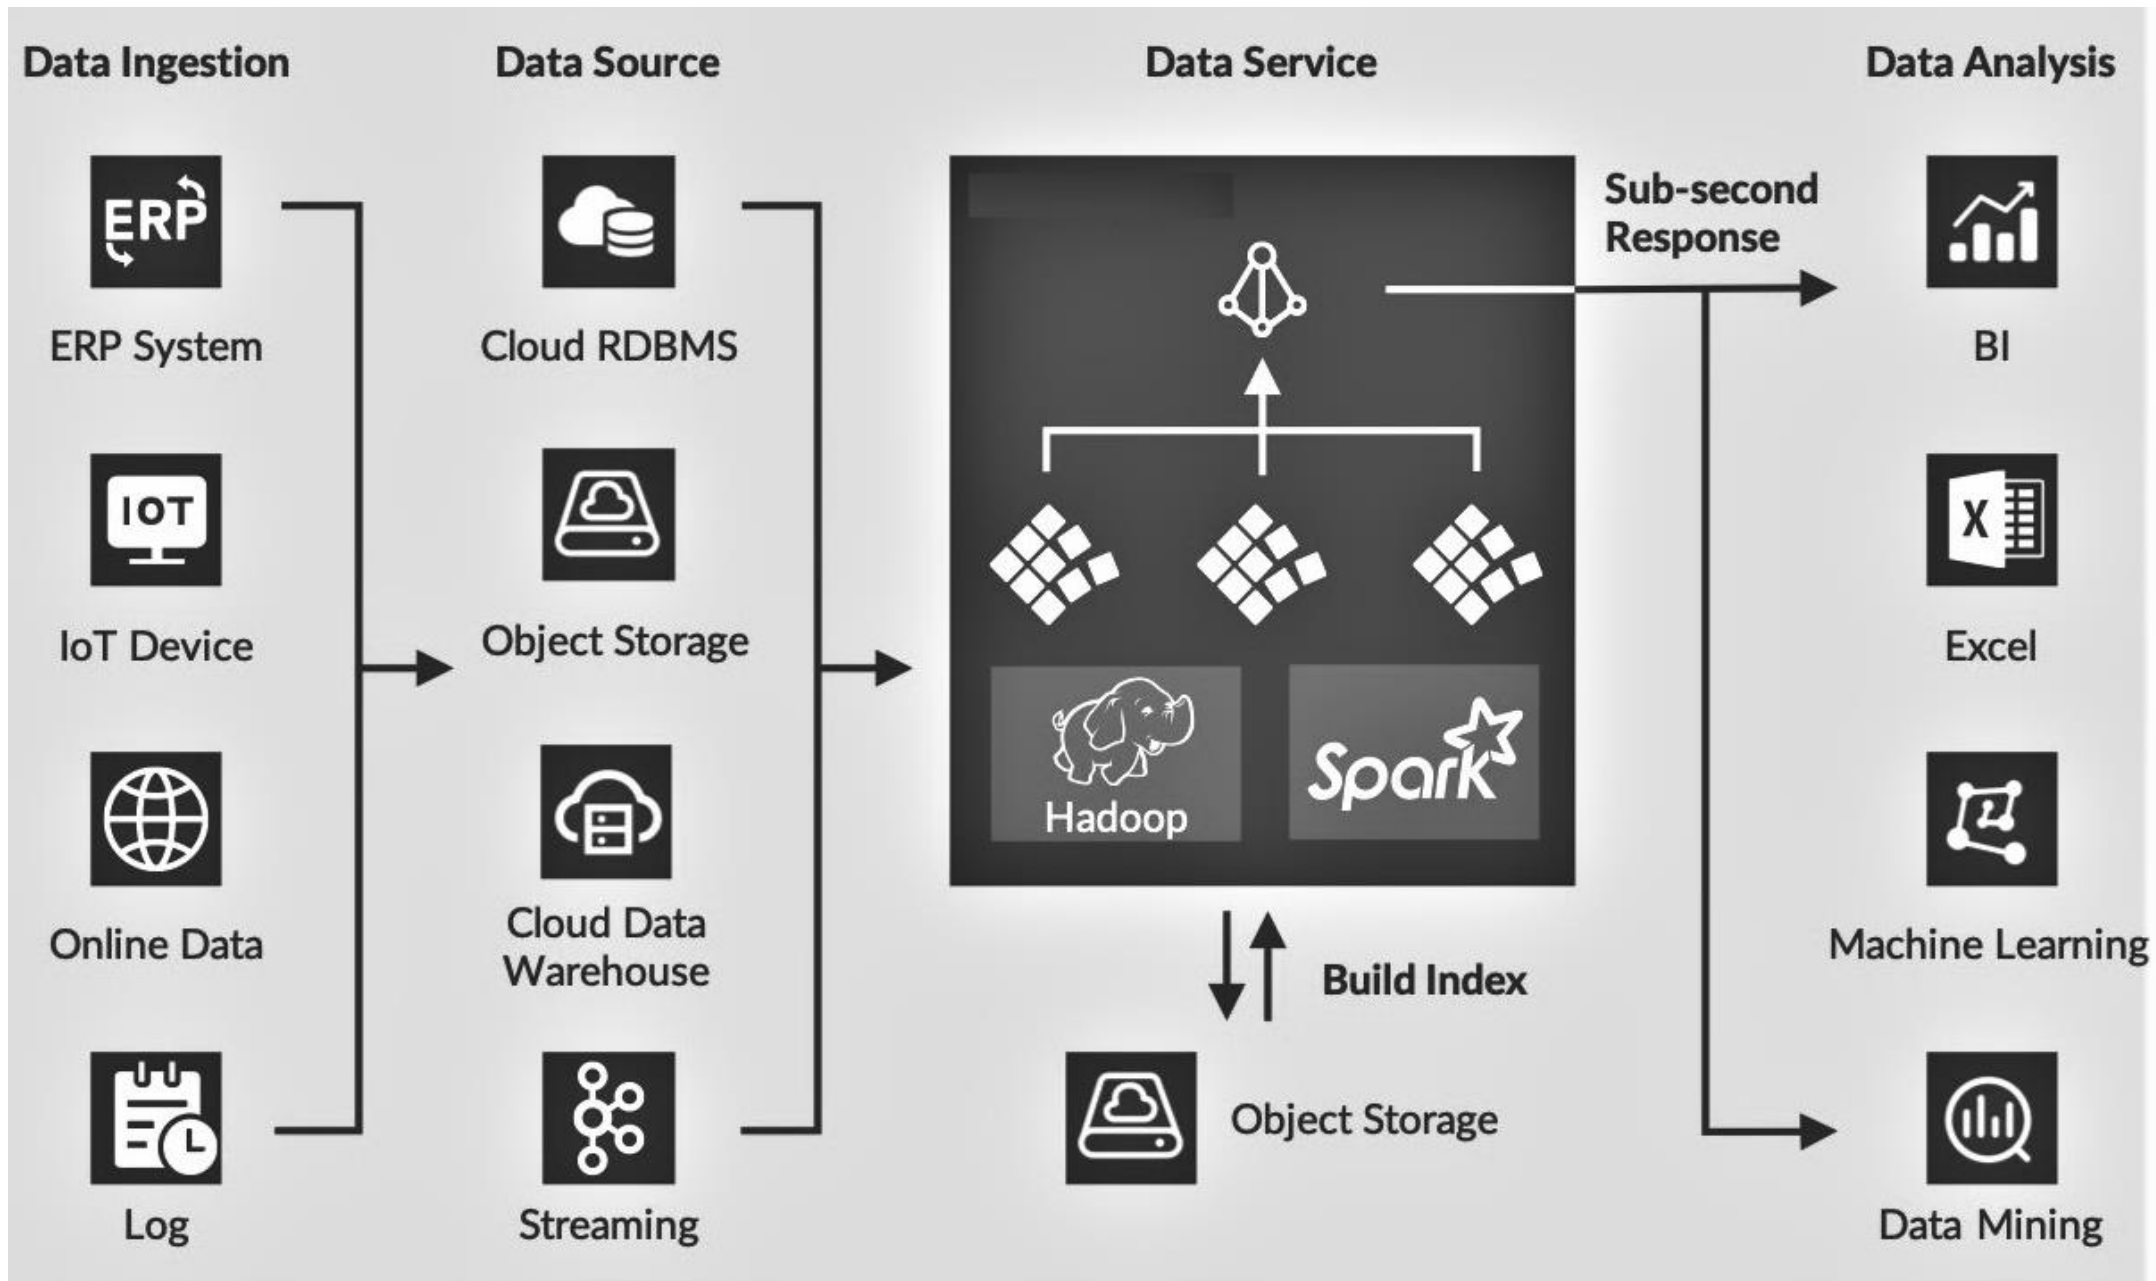 Data Ingestion
Data Source
Data Service
Data Analysis
ERP
ERP System
Cloud RDBMS
Sub-second
Response
BI
IOT
IoT Device
Object Storage
X
Excel
Hadoop
Spark
Online Data
Cloud Data
Warehouse
Build Index
Machine Learning
Log
Streaming
Object Storage
Data Mining